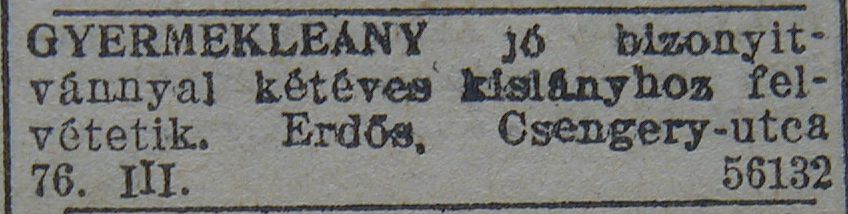 GYERMEKLEÁNY jó bizonyit-
vánnyal kétéves kislányhoz fel-
vétetik. Erdős, Csengery-utca
76. III. 56132